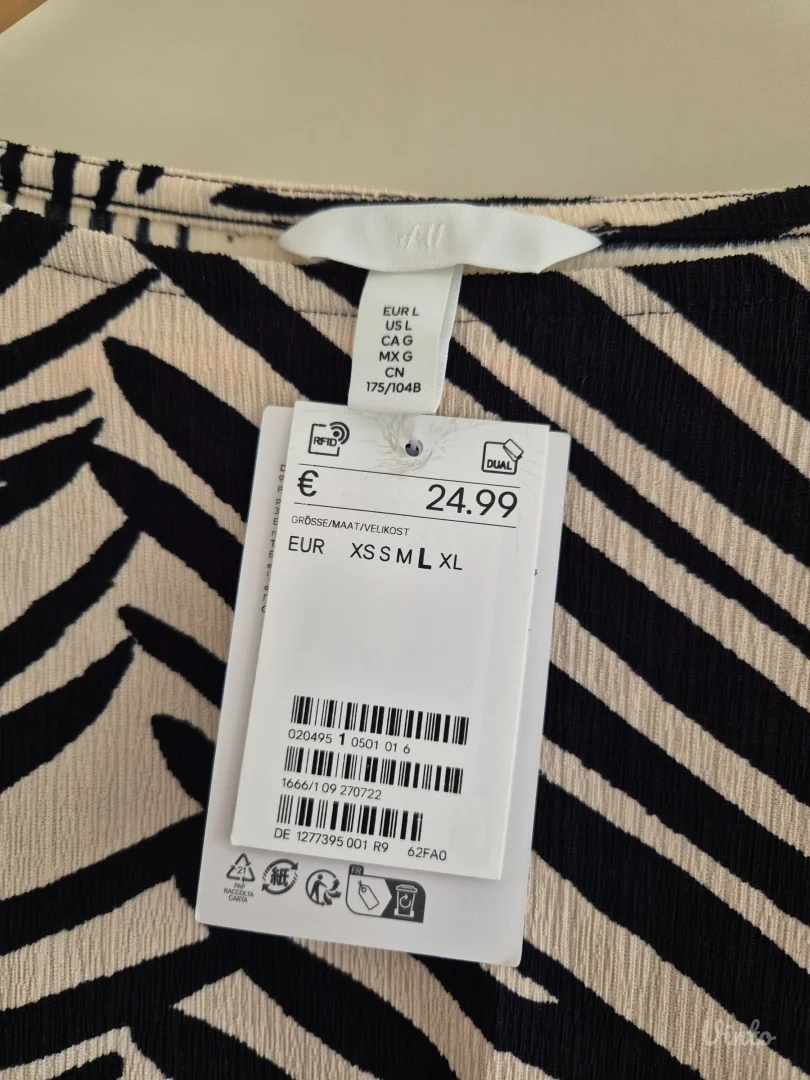 H&M
EUR L
US L
CA G
MX G
CN
175/104B
RFID
DUAL
€ 24.99
GRÖSSE/MAAT/VELIKOST
EUR XS S M L XL
020495 1 0501 01 6
1666/1 09 270722
DE 1277395 001 R9 62FA0
21
PAP
RACCOLTA
CARTA
紙
FR
Vinto